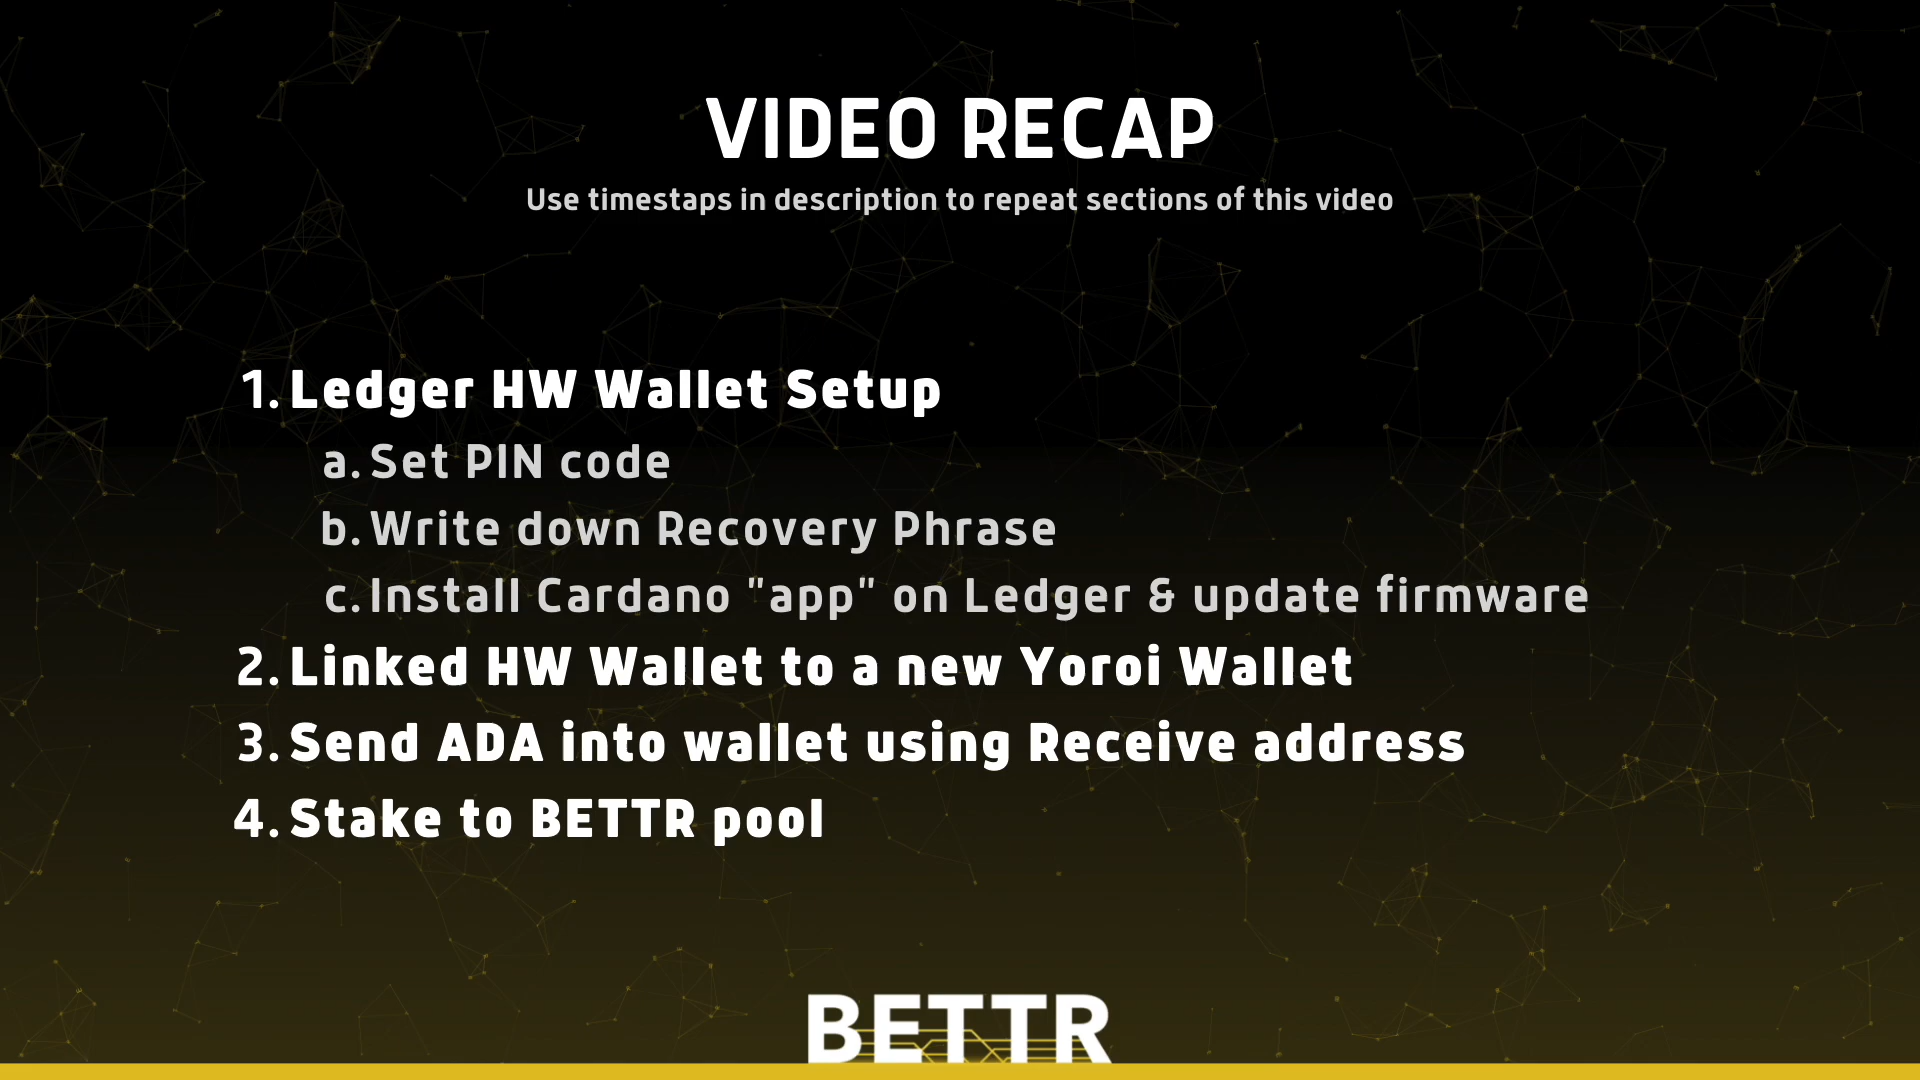 VIDEO RECAP
Use timestaps in description to repeat sections of this video
1. Ledger HW Wallet Setup
a. Set PIN code
b. Write down Recovery Phrase
c. Install Cardano "app" on Ledger & update firmware
2. Linked HW Wallet to a new Yoroi Wallet
3. Send ADA into wallet using Receive address
4. Stake to BETTR pool
BETTR